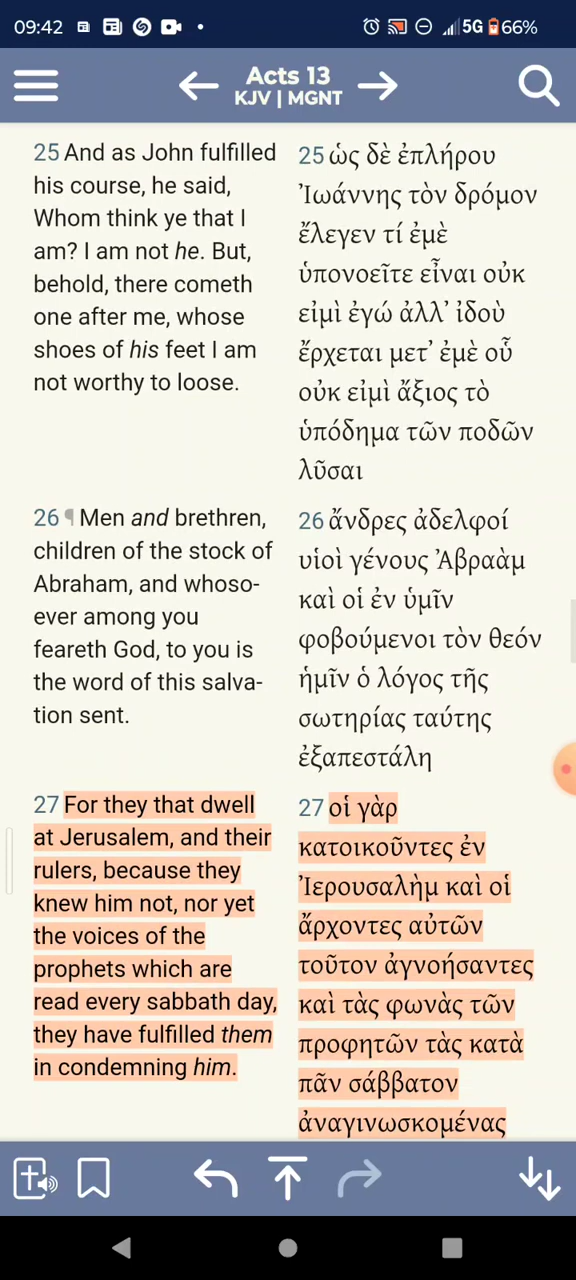 09:42
5G 66%
Acts 13
KJV | MGNT
25 And as John fulfilled
his course, he said,
Whom think ye that I
am? I am not he. But,
behold, there cometh
one after me, whose
shoes of his feet I am
not worthy to loose.
26 ¶ Men and brethren,
children of the stock of
Abraham, and whoso-
ever among you
feareth God, to you is
the word of this salva-
tion sent.
27 For they that dwell
at Jerusalem, and their
rulers, because they
knew him not, nor yet
the voices of the
prophets which are
read every sabbath day,
they have fulfilled them
in condemning him.
25 ὡς δὲ ἐπλήρου
Ἰωάννης τὸν δρόμον
ἔλεγεν τί ἐμὲ
ὑπονοεῖτε εἶναι οὐκ
εἰμὶ ἐγώ ἀλλ’ ἰδοὺ
ἔρχεται μετ’ ἐμὲ οὗ
οὐκ εἰμὶ ἄξιος τὸ
ὑπόδημα τῶν ποδῶν
λῦσαι
26 ἄνδρες ἀδελφοί
υἱοὶ γένους Ἀβραὰμ
καὶ οἱ ἐν ὑμῖν
φοβούμενοι τὸν θεόν
ἡμῖν ὁ λόγος τῆς
σωτηρίας ταύτης
ἐξαπεστάλη
27 οἱ γὰρ
κατοικοῦντες ἐν
Ἰερουσαλὴμ καὶ οἱ
ἄρχοντες αὐτῶν
τοῦτον ἀγνοήσαντες
καὶ τὰς φωνὰς τῶν
προφητῶν τὰς κατὰ
πᾶν σάββατον
ἀναγινωσκομένας